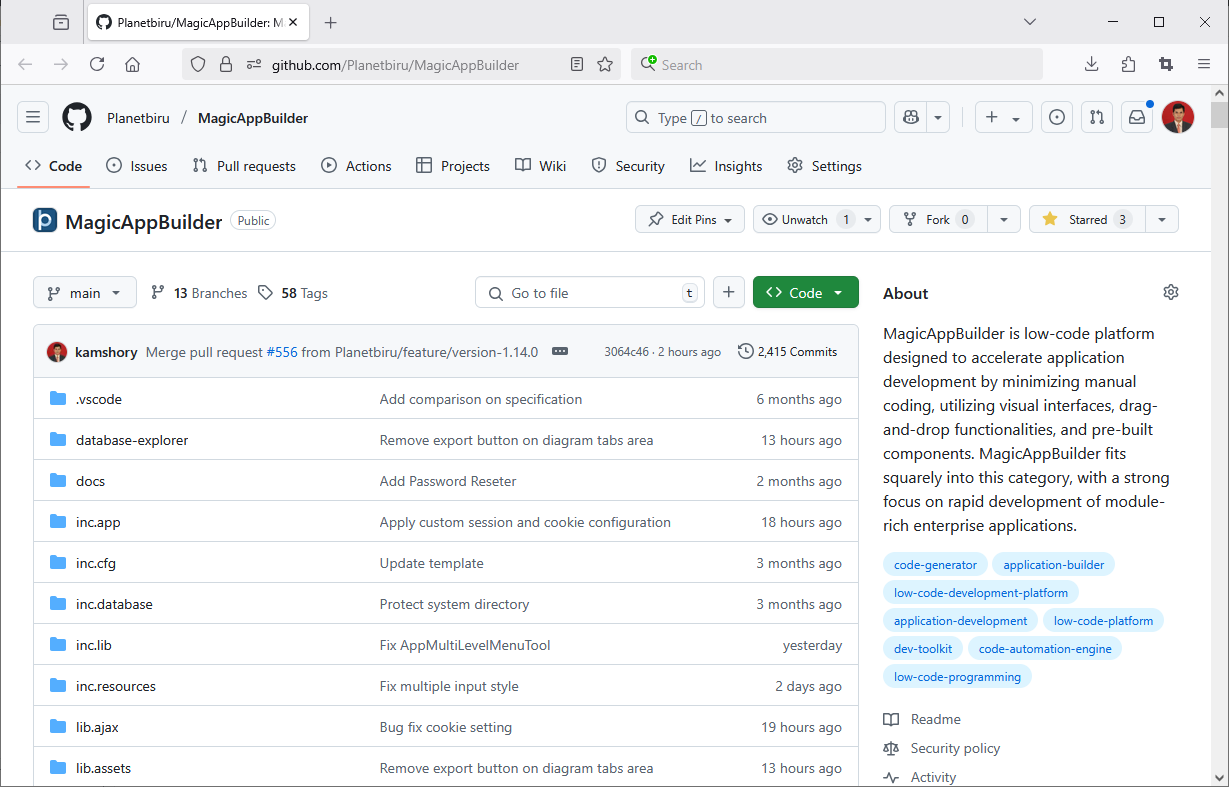 Planetbiru/MagicAppBuilder: M
github.com/Planetbiru/MagicAppBuilder
Search
Planetbiru / MagicAppBuilder
Type / to search
Code Issues Pull requests Actions Projects Wiki Security Insights Settings
MagicAppBuilder Public
Edit Pins Unwatch 1 Fork 0 Starred 3
main 13 Branches 58 Tags Go to file t Code
kamshory Merge pull request #556 from Planetbiru/feature/version-1.14.0 3064c46 · 2 hours ago 2,415 Commits
.vscode Add comparison on specification 6 months ago
database-explorer Remove export button on diagram tabs area 13 hours ago
docs Add Password Reseter 2 months ago
inc.app Apply custom session and cookie configuration 18 hours ago
inc.cfg Update template 3 months ago
inc.database Protect system directory 3 months ago
inc.lib Fix AppMultiLevelMenuTool yesterday
inc.resources Fix multiple input style 2 days ago
lib.ajax Bug fix cookie setting 19 hours ago
lib.assets Remove export button on diagram tabs area 13 hours ago
About
MagicAppBuilder is low-code platform
designed to accelerate application
development by minimizing manual
coding, utilizing visual interfaces, drag-
and-drop functionalities, and pre-built
components. MagicAppBuilder fits
squarely into this category, with a strong
focus on rapid development of module-
rich enterprise applications.
code-generator application-builder
low-code-development-platform
application-development low-code-platform
dev-toolkit code-automation-engine
low-code-programming
Readme
Security policy
Activity